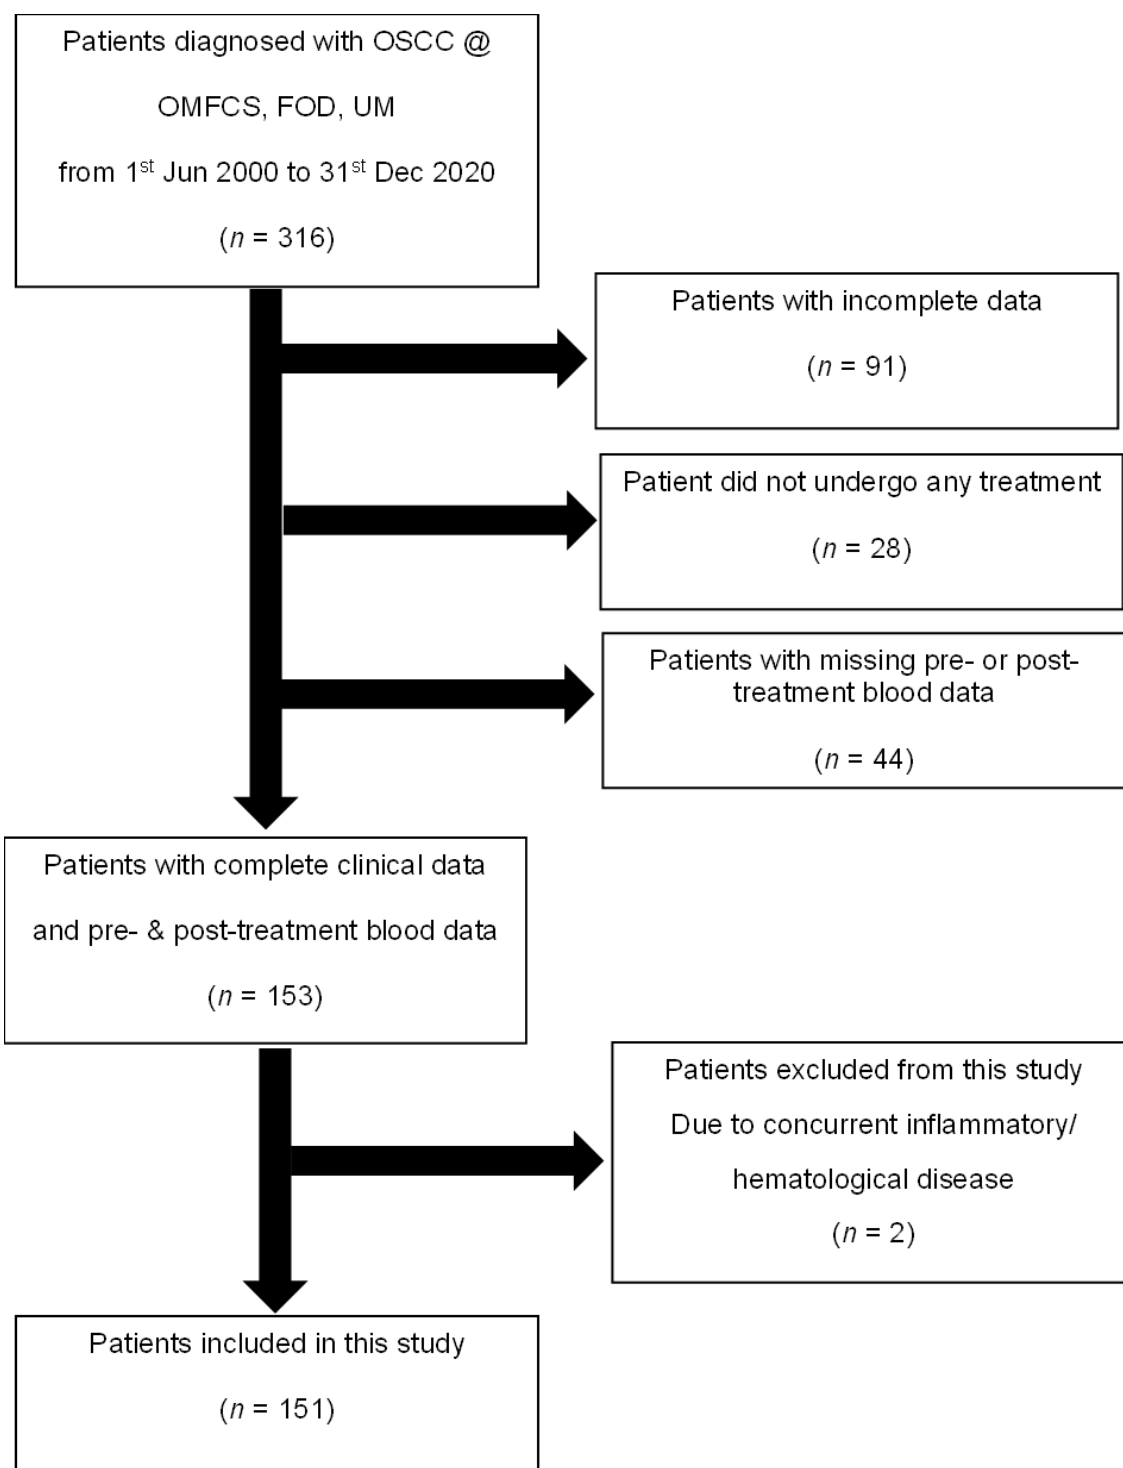 Patients diagnosed with OSCC @
OMFCS, FOD, UM
from 1st Jun 2000 to 31st Dec 2020
(n = 316)
Patients with incomplete data
(n = 91)
Patient did not undergo any treatment
(n = 28)
Patients with missing pre- or post-
treatment blood data
(n = 44)
Patients with complete clinical data
and pre- & post-treatment blood data
(n = 153)
Patients excluded from this study
Due to concurrent inflammatory/
hematological disease
(n = 2)
Patients included in this study
(n = 151)